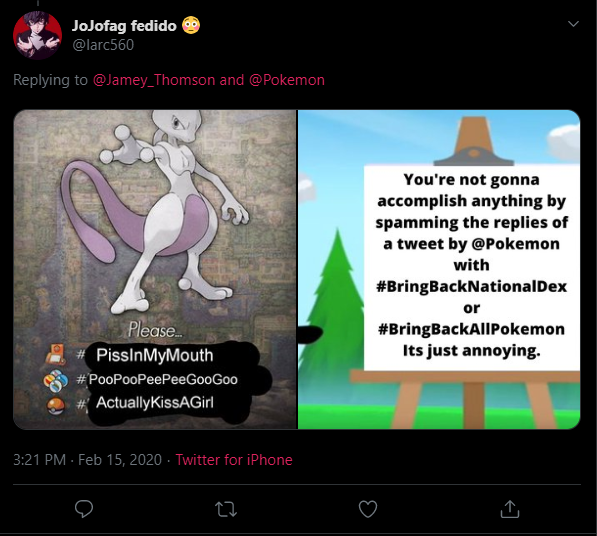 JoJofag fedido 😳
@larc560
Replying to @Jamey_Thomson and @Pokemon
Please...
# PissInMyMouth
# PooPooPeePeeGooGoo
# ActuallyKissAGirl
You're not gonna
accomplish anything by
spamming the replies of
a tweet by @Pokemon
with
#BringBackNationalDex
or
#BringBackAllPokemon
Its just annoying.
3:21 PM · Feb 15, 2020 · Twitter for iPhone